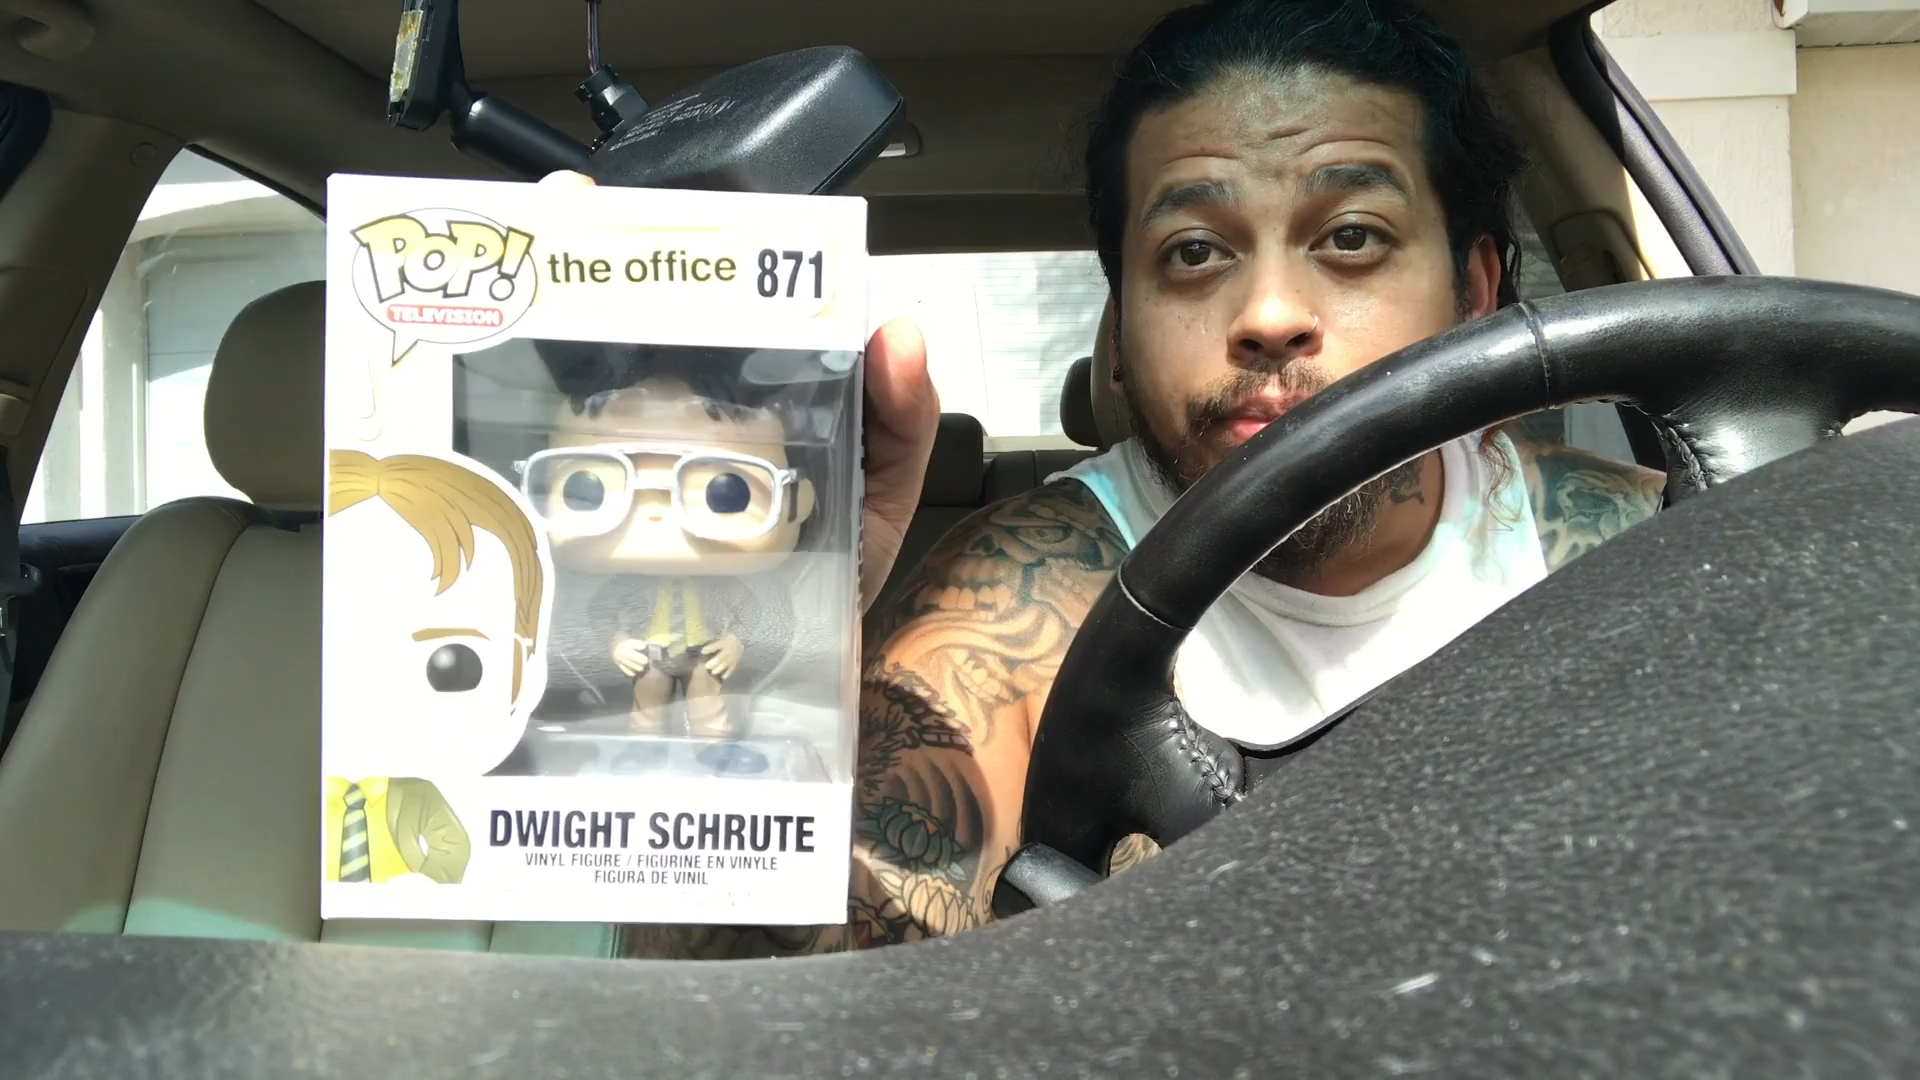 POP!
TELEVISION
the office 871
DWIGHT SCHRUTE
VINYL FIGURE / FIGURINE EN VINYLE
FIGURA DE VINIL